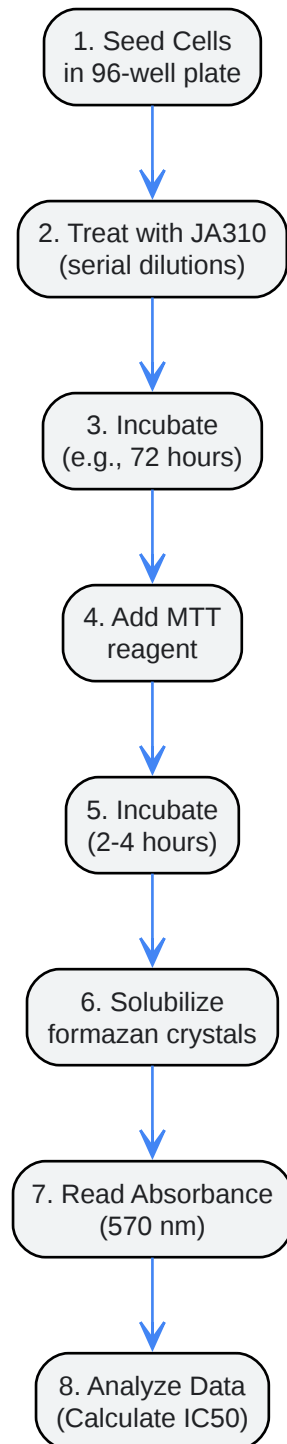 1. Seed Cells
in 96-well plate
2. Treat with JA310
(serial dilutions)
3. Incubate
(e.g., 72 hours)
4. Add MTT
reagent
5. Incubate
(2-4 hours)
6. Solubilize
formazan crystals
7. Read Absorbance
(570 nm)
8. Analyze Data
(Calculate IC50)